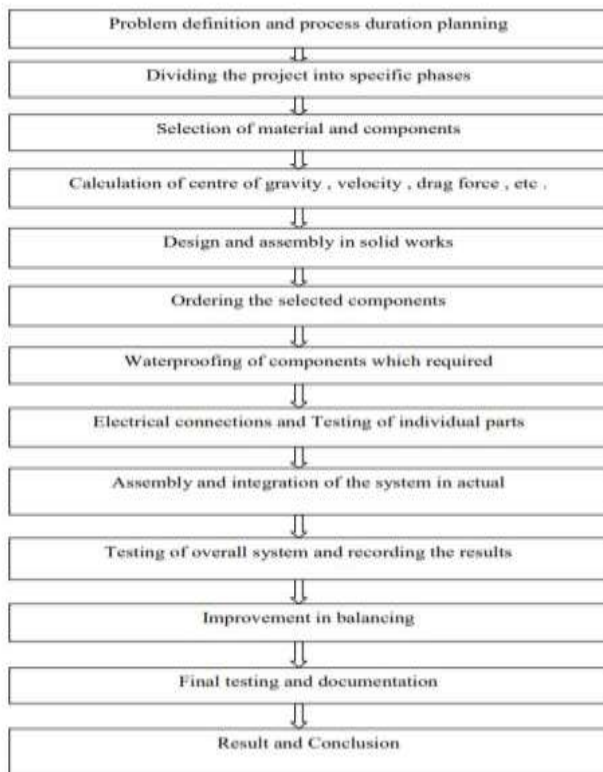 Problem definition and process duration planning
Dividing the project into specific phases
Selection of material and components
Calculation of centre of gravity , velocity , drag force , etc .
Design and assembly in solid works
Ordering the selected components
Waterproofing of components which required
Electrical connections and Testing of individual parts
Assembly and integration of the system in actual
Testing of overall system and recording the results
Improvement in balancing
Final testing and documentation
Result and Conclusion